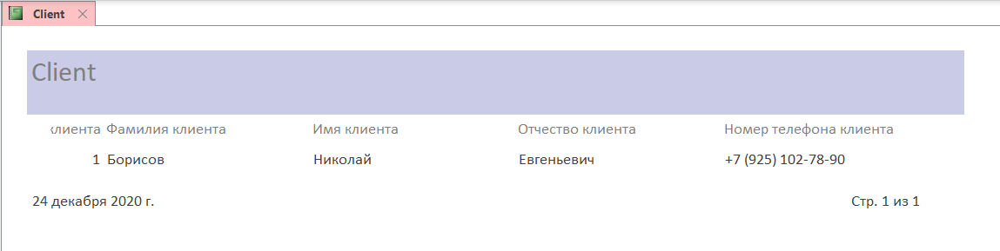 Client
Client
клиента Фамилия клиента Имя клиента Отчество клиента Номер телефона клиента
1 Борисов Николай Евгеньевич +7 (925) 102-78-90
24 декабря 2020 г. Стр. 1 из 1